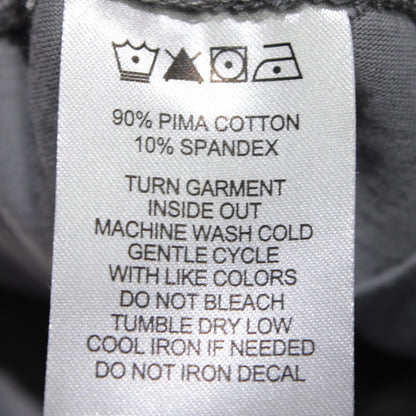 90% PIMA COTTON
10% SPANDEX
TURN GARMENT
INSIDE OUT
MACHINE WASH COLD
GENTLE CYCLE
WITH LIKE COLORS
DO NOT BLEACH
TUMBLE DRY LOW
COOL IRON IF NEEDED
DO NOT IRON DECAL